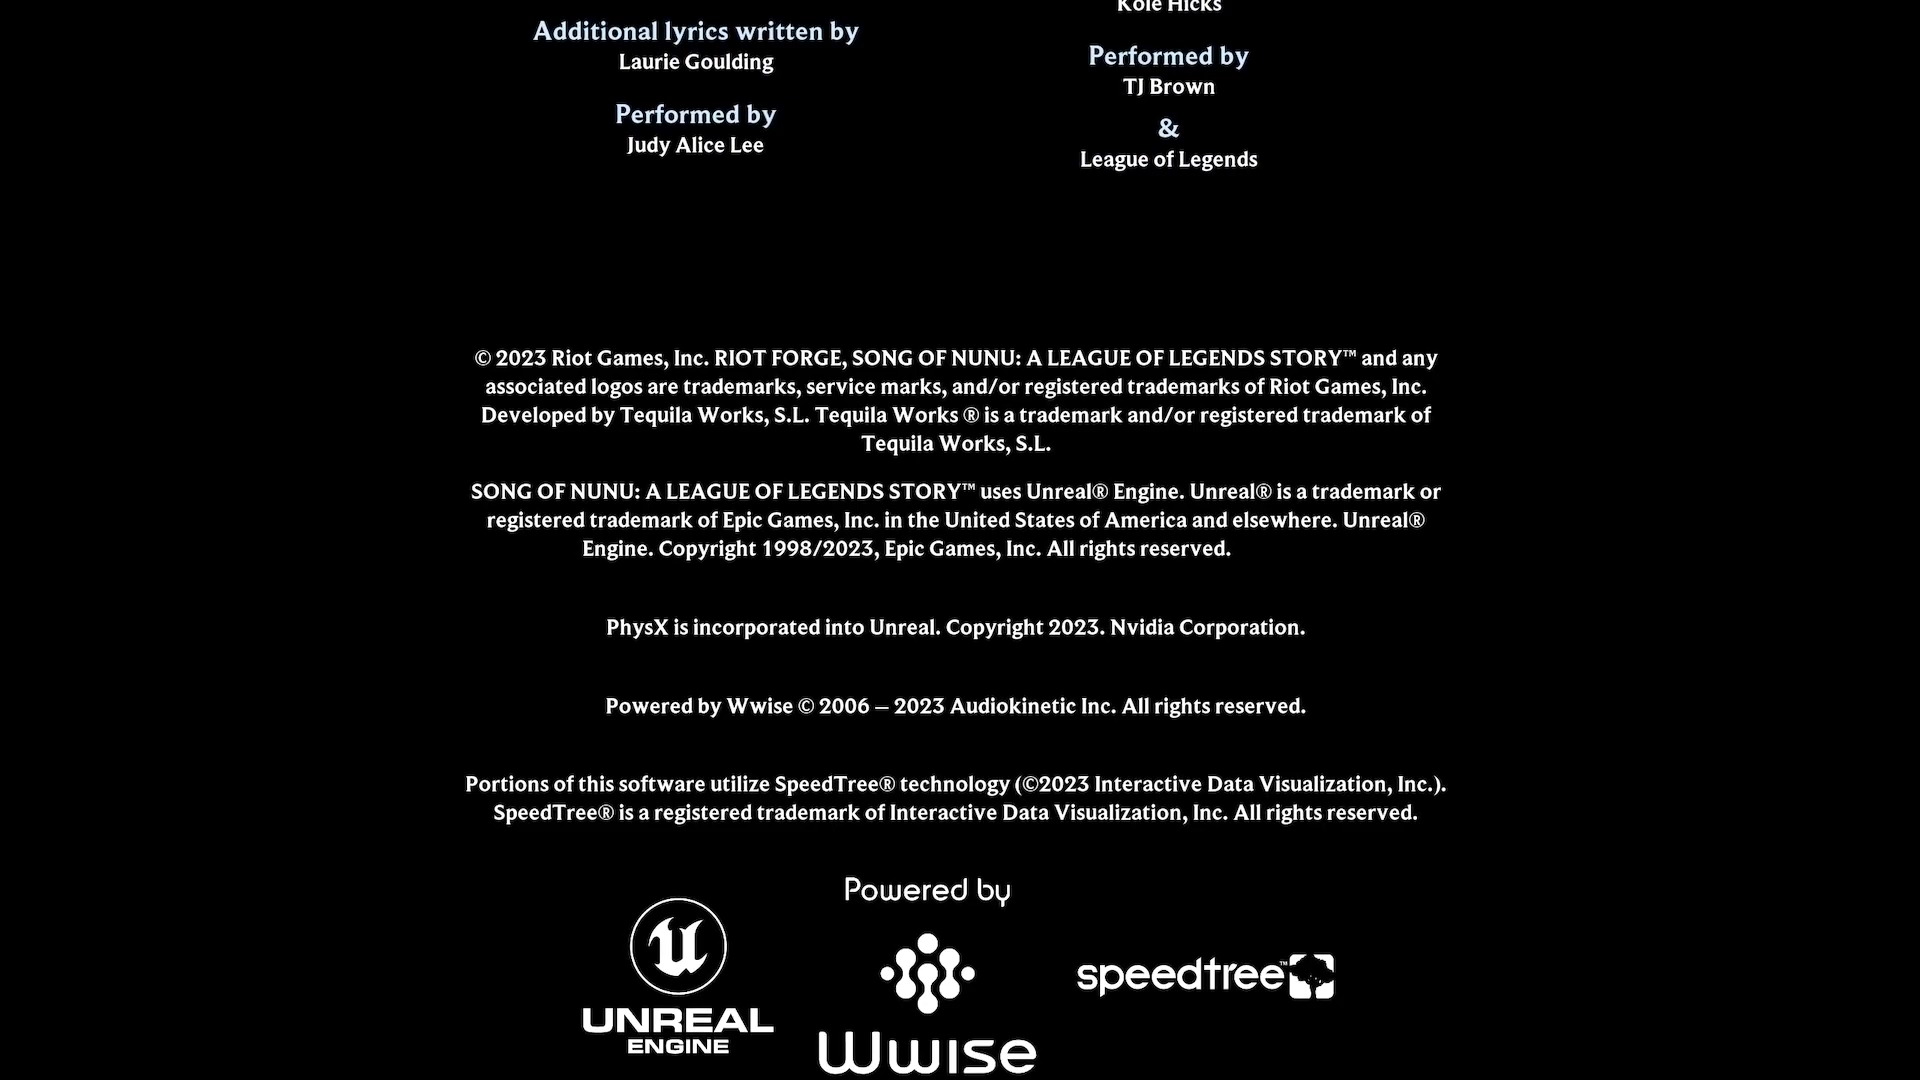 Additional lyrics written by
Laurie Goulding
Performed by
Judy Alice Lee
Kole Hicks
Performed by
TJ Brown
&
League of Legends
© 2023 Riot Games, Inc. RIOT FORGE, SONG OF NUNU: A LEAGUE OF LEGENDS STORY™ and any
associated logos are trademarks, service marks, and/or registered trademarks of Riot Games, Inc.
Developed by Tequila Works, S.L. Tequila Works ® is a trademark and/or registered trademark of
Tequila Works, S.L.
SONG OF NUNU: A LEAGUE OF LEGENDS STORY™ uses Unreal® Engine. Unreal® is a trademark or
registered trademark of Epic Games, Inc. in the United States of America and elsewhere. Unreal®
Engine. Copyright 1998/2023, Epic Games, Inc. All rights reserved.
PhysX is incorporated into Unreal. Copyright 2023. Nvidia Corporation.
Powered by Wwise © 2006 – 2023 Audiokinetic Inc. All rights reserved.
Portions of this software utilize SpeedTree® technology (©2023 Interactive Data Visualization, Inc.).
SpeedTree® is a registered trademark of Interactive Data Visualization, Inc. All rights reserved.
UNREAL
ENGINE
Powered by
Wwise
speedtree™